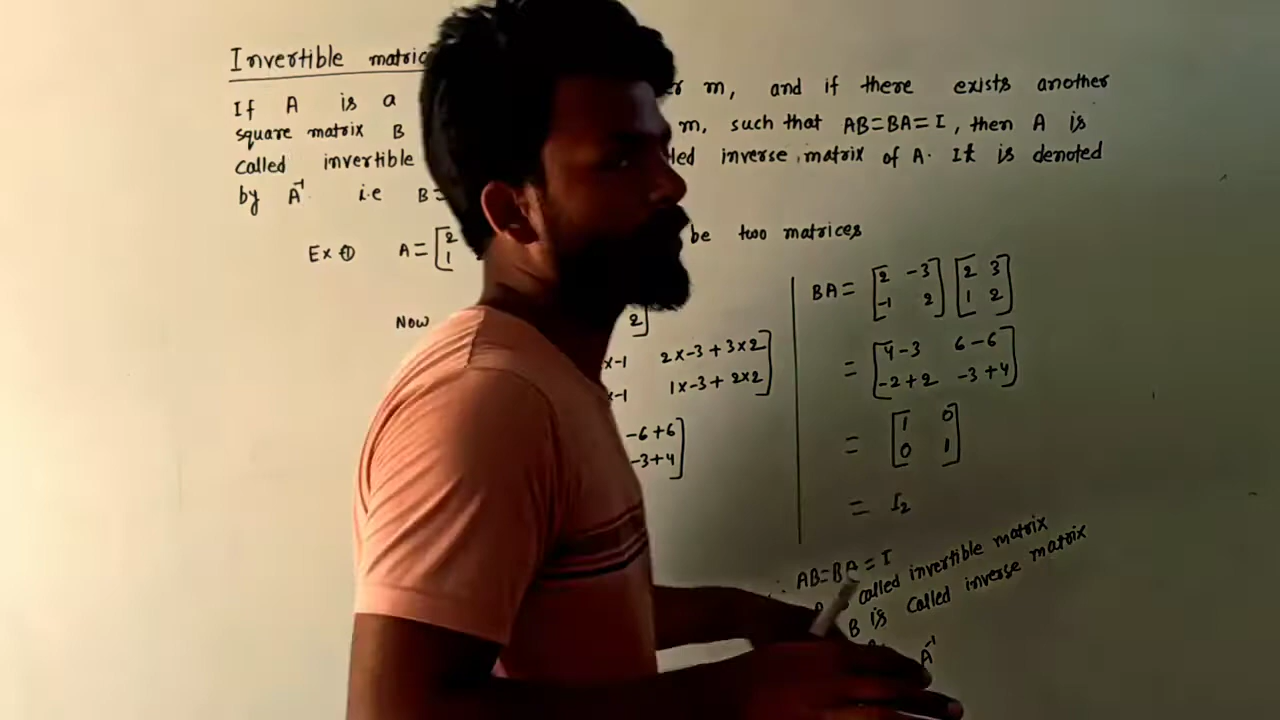 Invertible matric
If A is a m, and if there exists another
square matrix B m, such that AB=BA=I, then A is
called invertible inverse matrix of A. It is denoted
by A⁻¹. i.e B=
Ex ① A = [2 1 be two matrices
Now 2]
x-1 2x-3+3x2
x-1 1x-3+2x2]
-6+6
-3+4]
BA = [2 -3 -1 2] [2 3 1 2]
= [4-3 6-6
-2+2 -3+4]
= [1 0
0 1]
= I₂
∴ AB=BA=I
called invertible matrix
B is called inverse matrix
A⁻¹